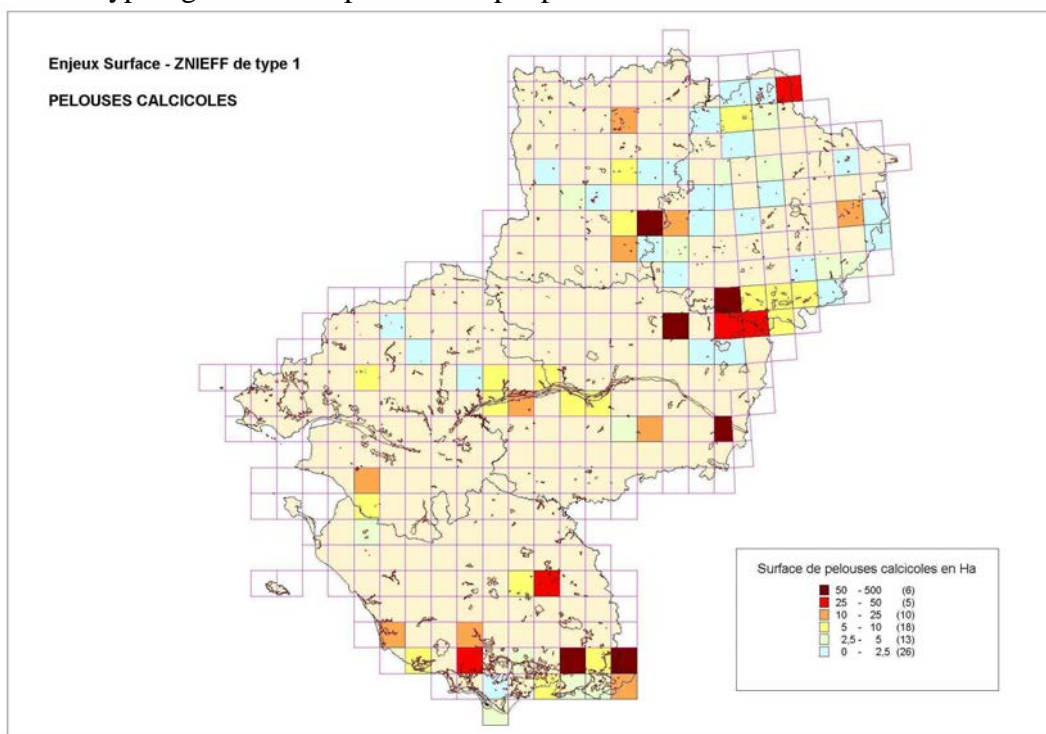 Enjeux Surface - ZNIEFF de type 1
PELOUSES CALCICOLES
Surface de pelouses calcicoles en Ha
50 - 500 (6)
25 - 50 (5)
10 - 25 (10)
5 - 10 (18)
2,5 - 5 (13)
0 - 2,5 (26)